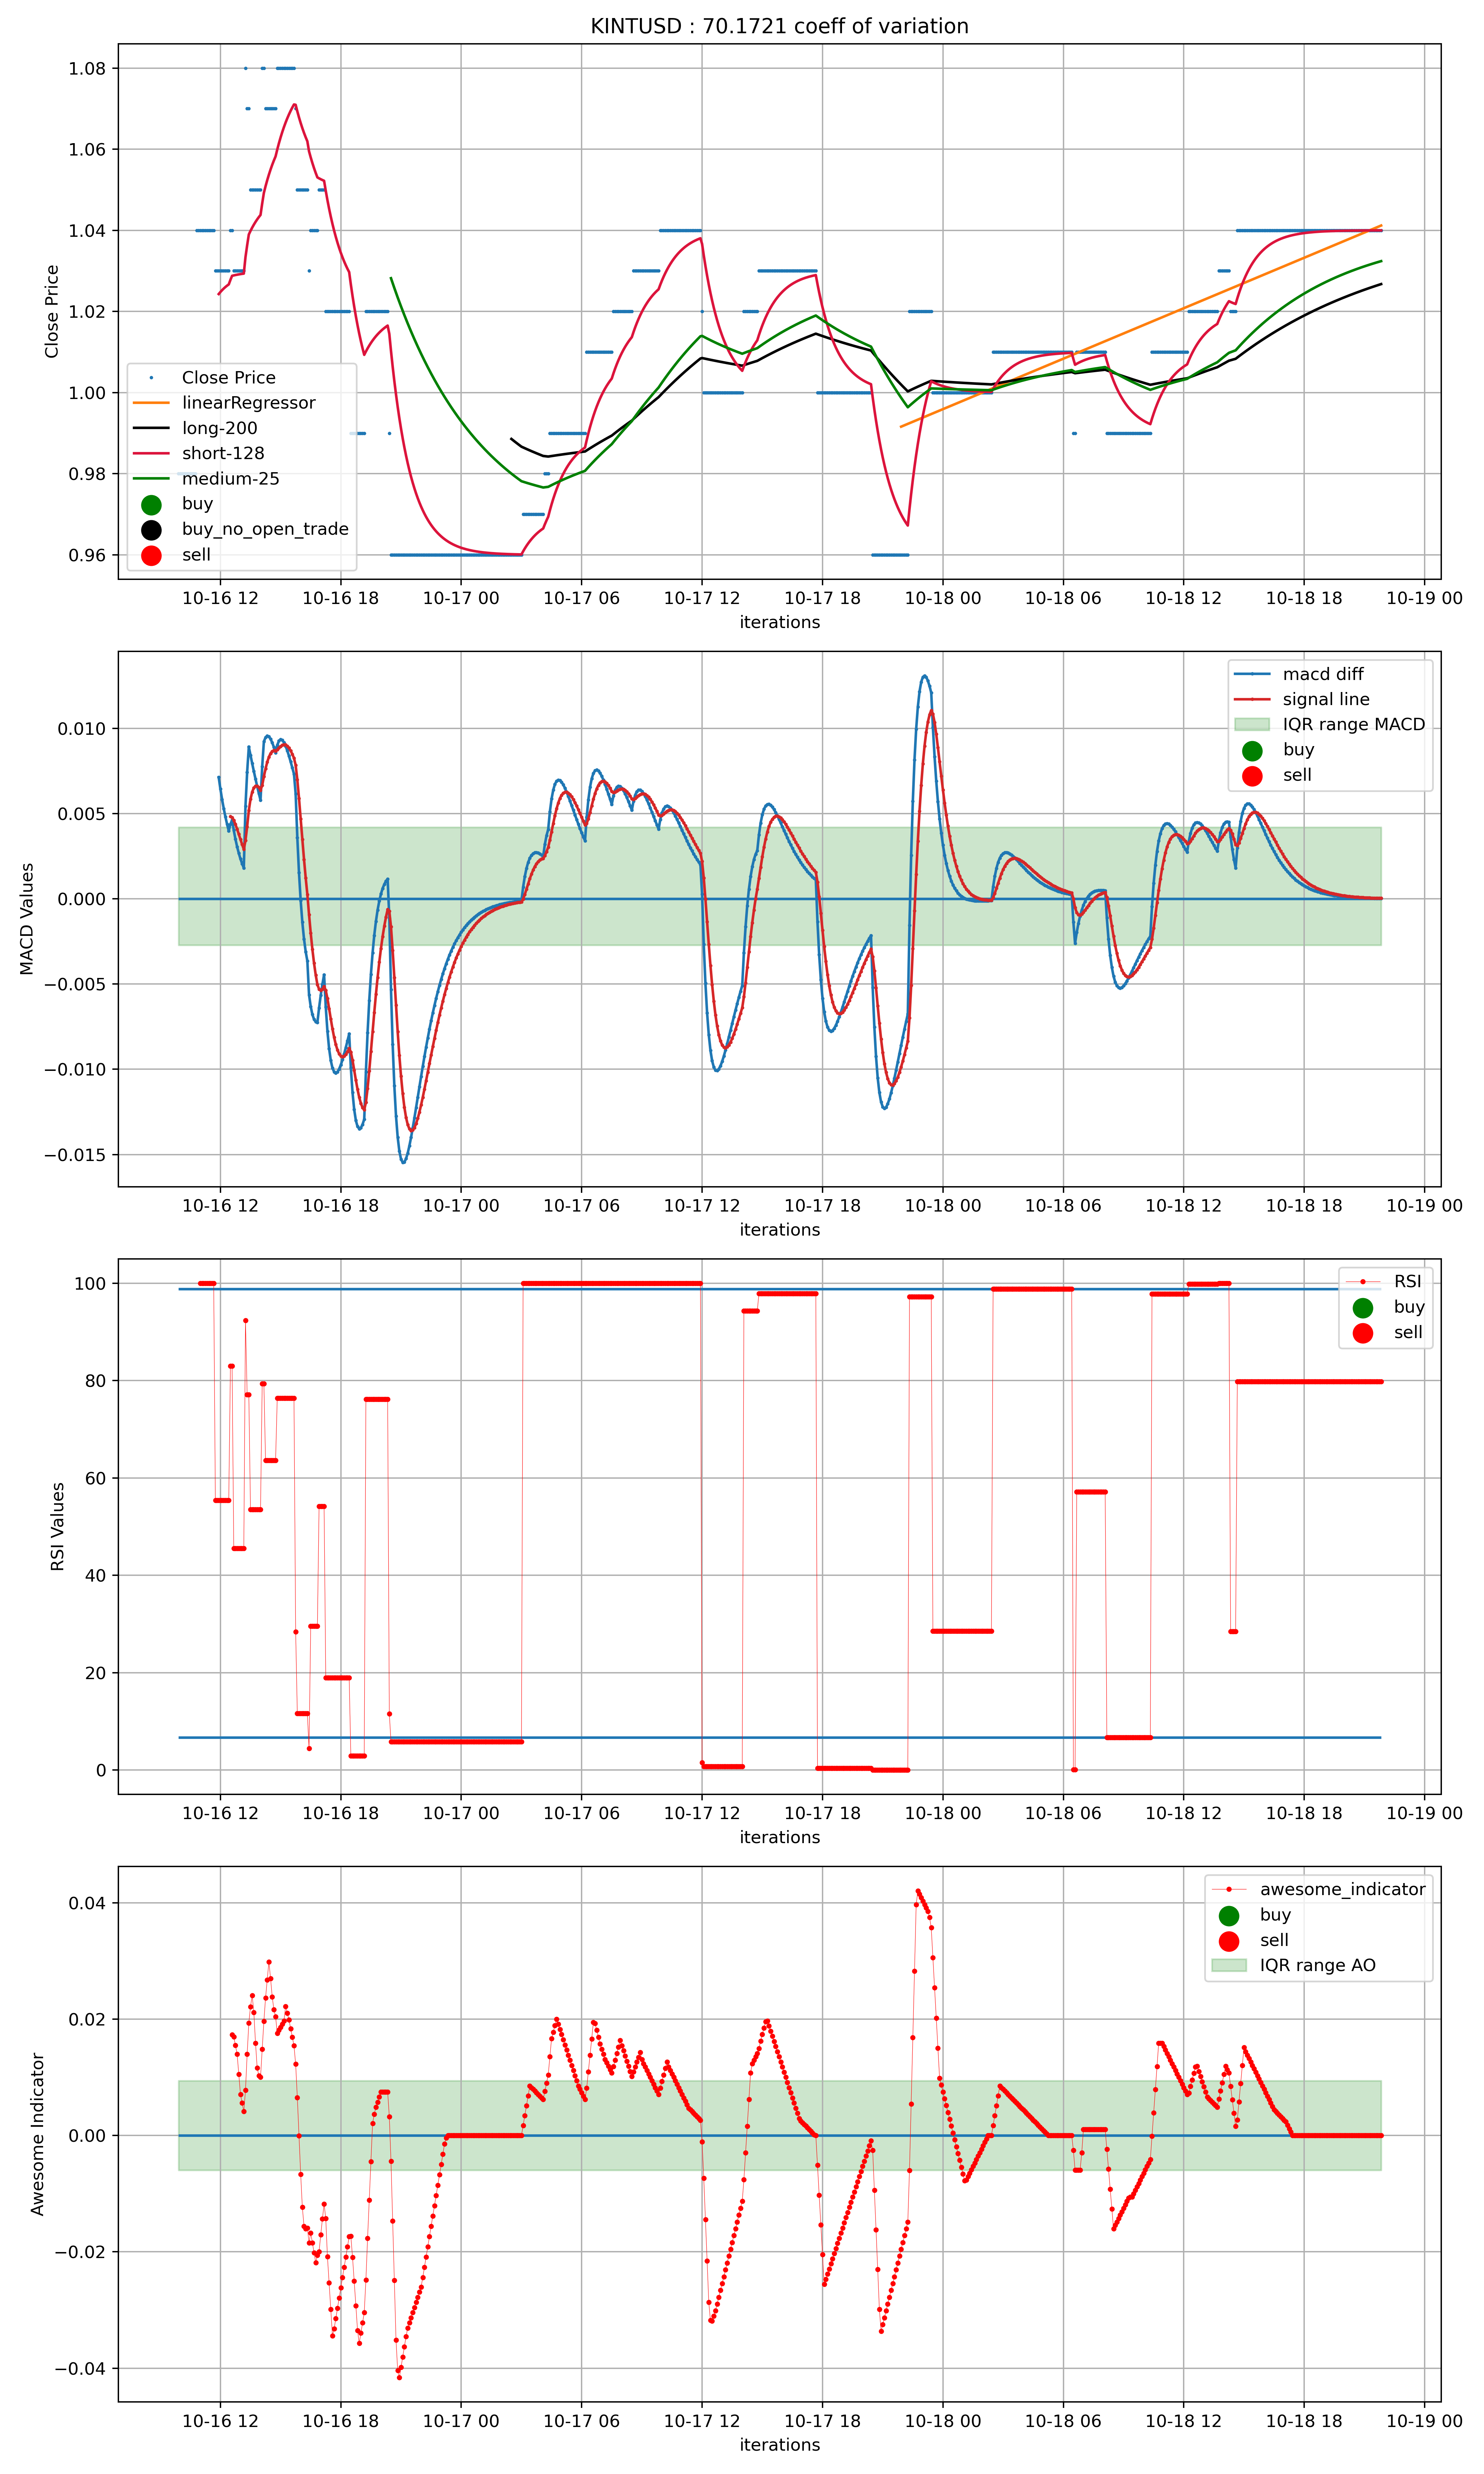 KINTUSD : 70.1721 coeff of variation
1.08
1.06
1.04
1.02
1.00
0.98
0.96
Close Price
Close Price
linearRegressor
long-200
short-128
medium-25
buy
buy_no_open_trade
sell
10-16 12 10-16 18 10-17 00 10-17 06 10-17 12 10-17 18 10-18 00 10-18 06 10-18 12 10-18 18 10-19 00
iterations
0.010
0.005
0.000
−0.005
−0.010
−0.015
MACD Values
macd diff
signal line
IQR range MACD
buy
sell
10-16 12 10-16 18 10-17 00 10-17 06 10-17 12 10-17 18 10-18 00 10-18 06 10-18 12 10-18 18 10-19 00
iterations
100
80
60
40
20
0
RSI Values
RSI
buy
sell
10-16 12 10-16 18 10-17 00 10-17 06 10-17 12 10-17 18 10-18 00 10-18 06 10-18 12 10-18 18 10-19 00
iterations
0.04
0.02
0.00
−0.02
−0.04
Awesome Indicator
awesome_indicator
buy
sell
IQR range AO
10-16 12 10-16 18 10-17 00 10-17 06 10-17 12 10-17 18 10-18 00 10-18 06 10-18 12 10-18 18 10-19 00
iterations